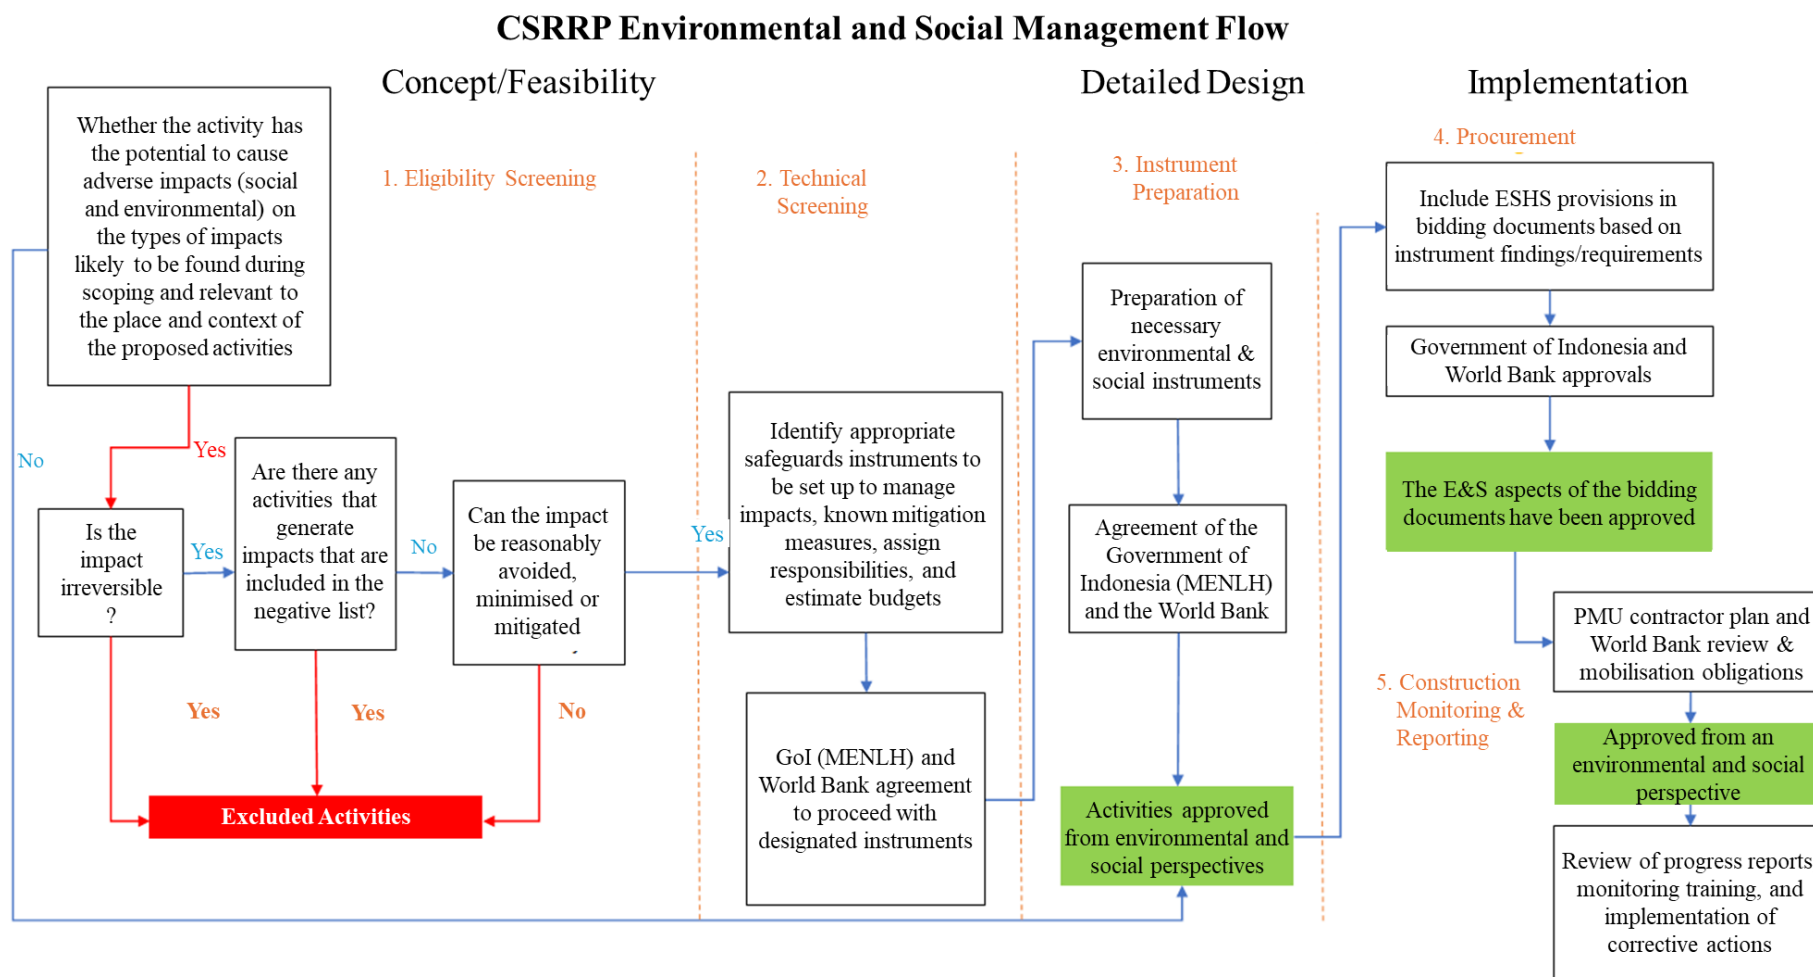 CSRRP Environmental and Social Management Flow
Concept/Feasibility
Detailed Design
Implementation
Whether the activity has
the potential to cause
adverse impacts (social
and environmental) on
the types of impacts
likely to be found during
scoping and relevant to
the place and context of
the proposed activities
1. Eligibility Screening
2. Technical
Screening
3. Instrument
Preparation
4. Procurement
No
Yes
Is the
impact
irreversible
?
Yes
Are there any
activities that
generate
impacts that are
included in the
negative list?
No
Can the impact
be reasonably
avoided,
minimised or
mitigated
Yes
Yes
Yes
No
Excluded Activities
Identify appropriate
safeguards instruments to
be set up to manage
impacts, known mitigation
measures, assign
responsibilities, and
estimate budgets
GoI (MENLH) and
World Bank agreement
to proceed with
designated instruments
Preparation of
necessary
environmental &
social instruments
Agreement of the
Government of
Indonesia (MENLH)
and the World Bank
Activities approved
from environmental and
social perspectives
Include ESHS provisions in
bidding documents based on
instrument findings/requirements
Government of Indonesia and
World Bank approvals
The E&S aspects of the bidding
documents have been approved
5. Construction
Monitoring &
Reporting
PMU contractor plan and
World Bank review &
mobilisation obligations
Approved from an
environmental and social
perspective
Review of progress reports,
monitoring training, and
implementation of
corrective actions